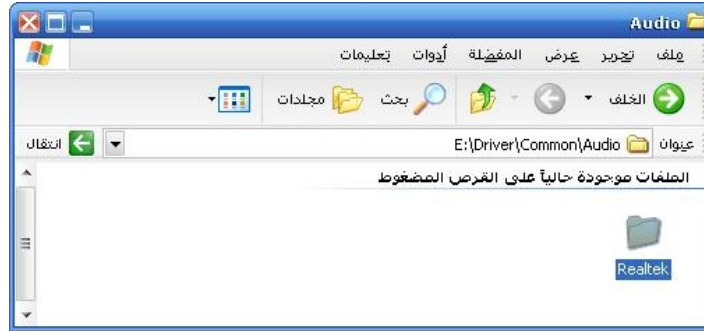 Audio
ملف تحرير عرض المفضلة أدوات تعليمات
الخلف بحث مجلدات
عنوان E:\Driver\Common\Audio انتقال
الملفات موجودة حالياً على القرص المضغوط
Realtek